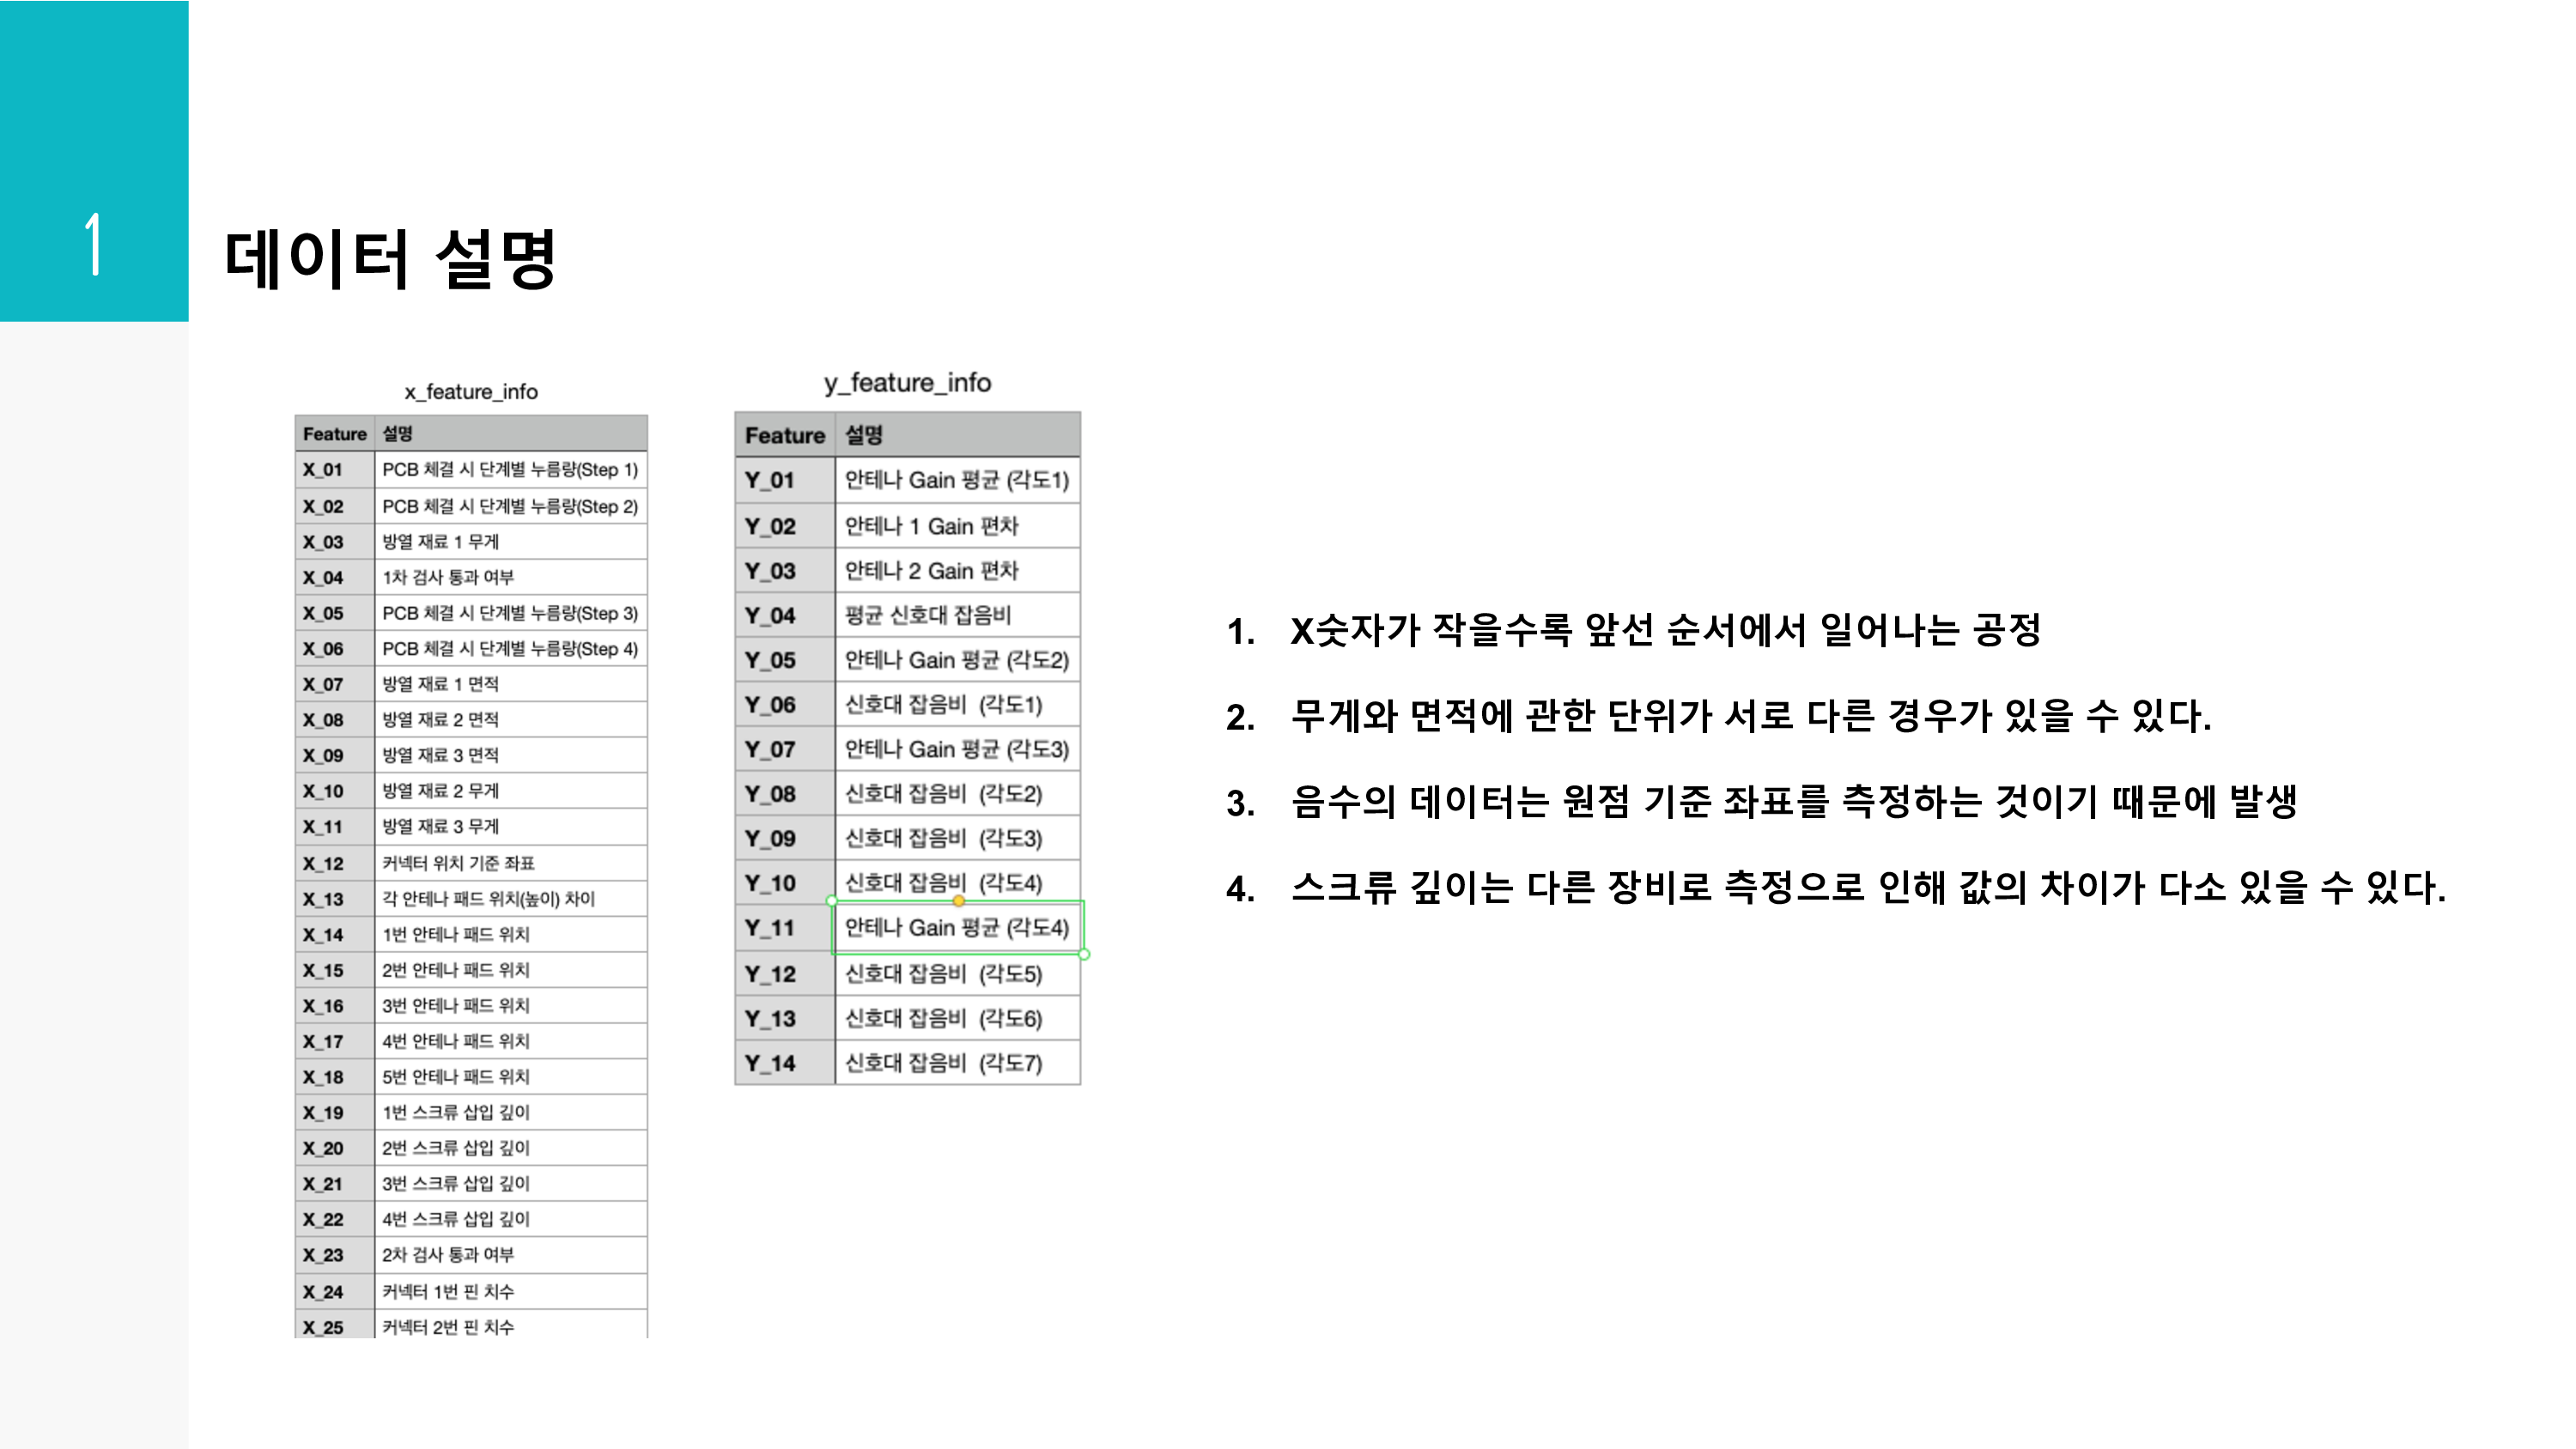 1
데이터 설명
x_feature_info
Feature 설명
X_01 PCB 체결 시 단계별 누름량(Step 1)
X_02 PCB 체결 시 단계별 누름량(Step 2)
X_03 방열 재료 1 무게
X_04 1차 검사 통과 여부
X_05 PCB 체결 시 단계별 누름량(Step 3)
X_06 PCB 체결 시 단계별 누름량(Step 4)
X_07 방열 재료 1 면적
X_08 방열 재료 2 면적
X_09 방열 재료 3 면적
X_10 방열 재료 2 무게
X_11 방열 재료 3 무게
X_12 커넥터 위치 기준 좌표
X_13 각 안테나 패드 위치(높이) 차이
X_14 1번 안테나 패드 위치
X_15 2번 안테나 패드 위치
X_16 3번 안테나 패드 위치
X_17 4번 안테나 패드 위치
X_18 5번 안테나 패드 위치
X_19 1번 스크류 삽입 깊이
X_20 2번 스크류 삽입 깊이
X_21 3번 스크류 삽입 깊이
X_22 4번 스크류 삽입 깊이
X_23 2차 검사 통과 여부
X_24 커넥터 1번 핀 치수
X_25 커넥터 2번 핀 치수
y_feature_info
Feature 설명
Y_01 안테나 Gain 평균 (각도1)
Y_02 안테나 1 Gain 편차
Y_03 안테나 2 Gain 편차
Y_04 평균 신호대 잡음비
Y_05 안테나 Gain 평균 (각도2)
Y_06 신호대 잡음비 (각도1)
Y_07 안테나 Gain 평균 (각도3)
Y_08 신호대 잡음비 (각도2)
Y_09 신호대 잡음비 (각도3)
Y_10 신호대 잡음비 (각도4)
Y_11 안테나 Gain 평균 (각도4)
Y_12 신호대 잡음비 (각도5)
Y_13 신호대 잡음비 (각도6)
Y_14 신호대 잡음비 (각도7)
1. X숫자가 작을수록 앞선 순서에서 일어나는 공정
2. 무게와 면적에 관한 단위가 서로 다른 경우가 있을 수 있다.
3. 음수의 데이터는 원점 기준 좌표를 측정하는 것이기 때문에 발생
4. 스크류 깊이는 다른 장비로 측정으로 인해 값의 차이가 다소 있을 수 있다.